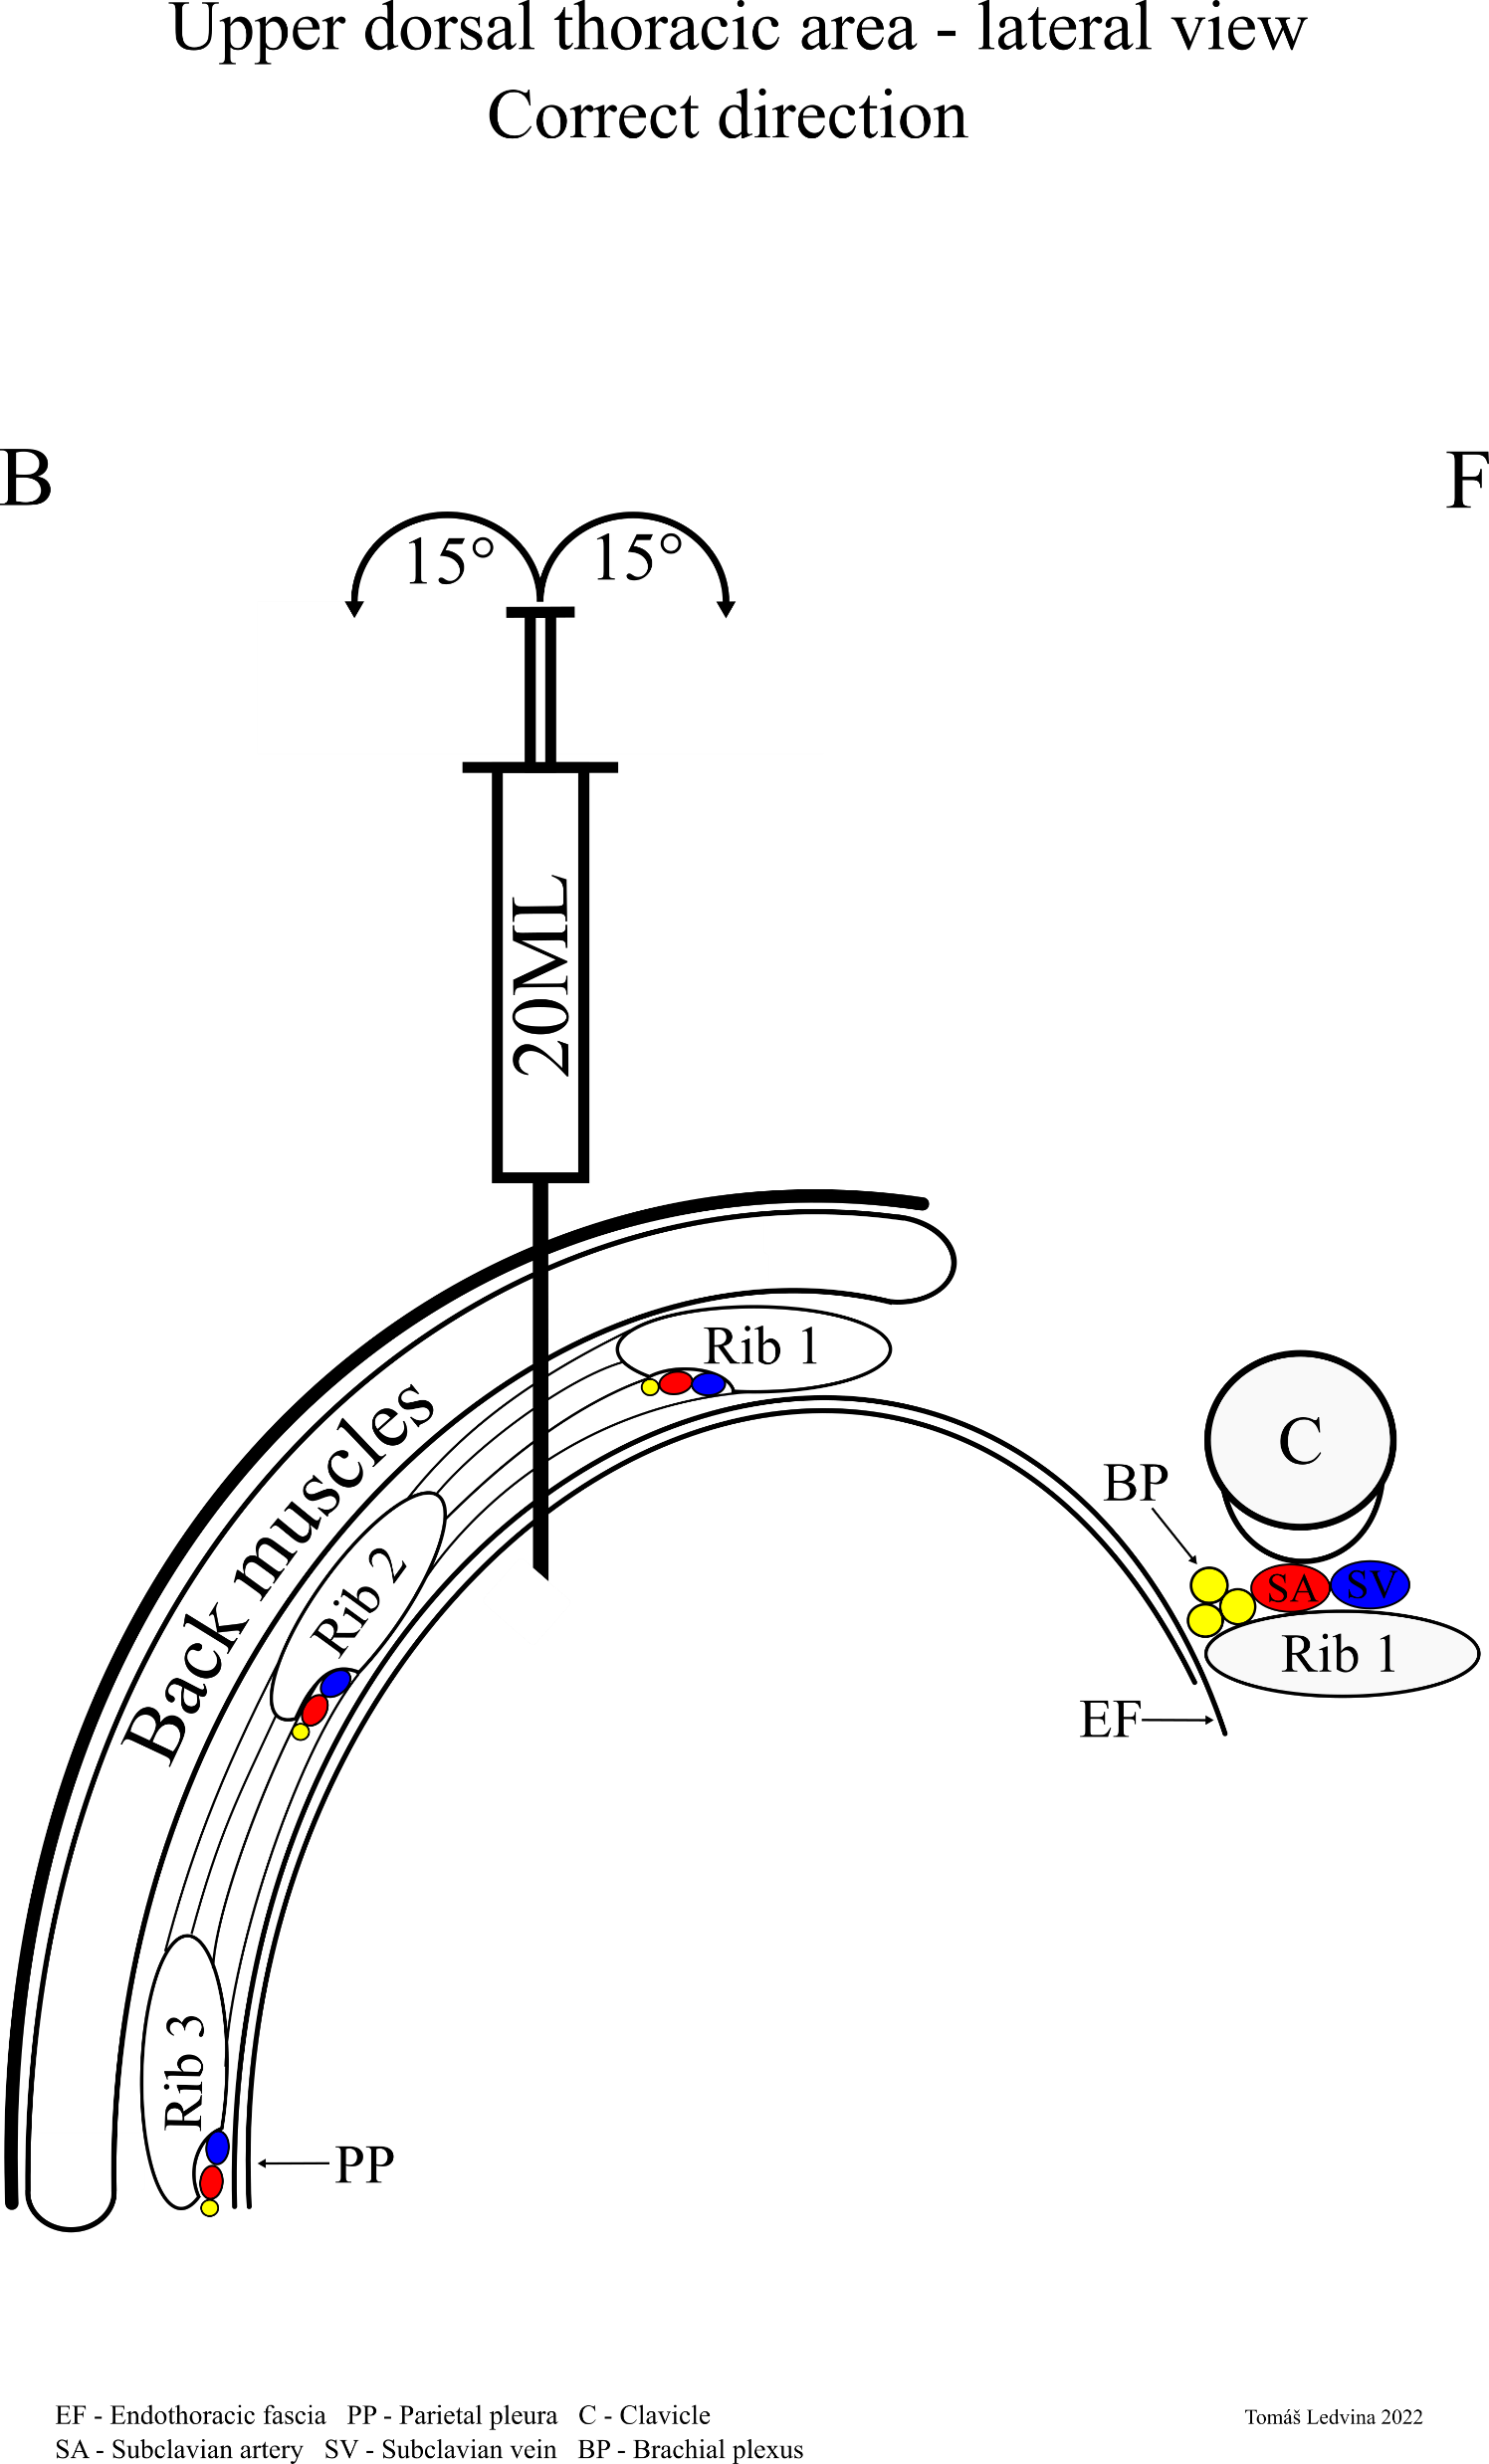 Upper dorsal thoracic area - lateral view
Correct direction
B
F
15° 15°
20ML
Back muscles
Rib 1
Rib 2
Rib 3
C
BP
SA SV
Rib 1
EF
PP
EF - Endothoracic fascia PP - Parietal pleura C - Clavicle
SA - Subclavian artery SV - Subclavian vein BP - Brachial plexus
Tomáš Ledvina 2022